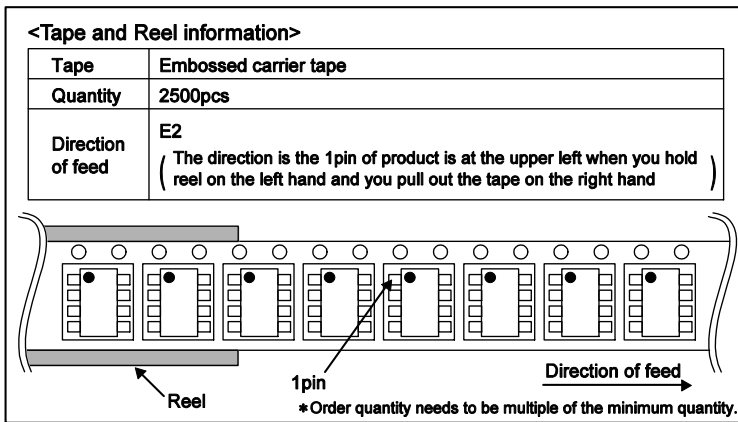 <Tape and Reel information>
Tape Embossed carrier tape
Quantity 2500pcs
Direction of feed E2
( The direction is the 1pin of product is at the upper left when you hold
reel on the left hand and you pull out the tape on the right hand )
Reel
1pin
Direction of feed
*Order quantity needs to be multiple of the minimum quantity.